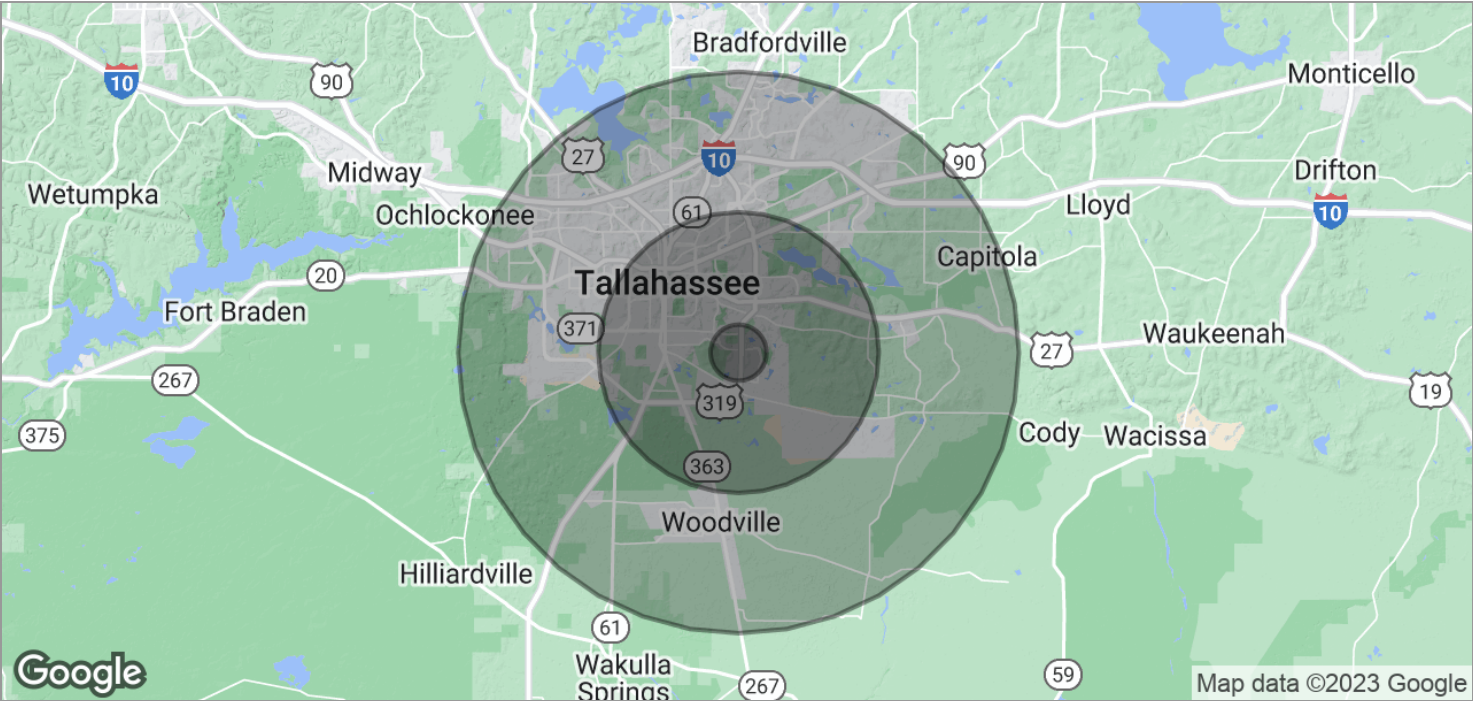 Bradfordville
Monticello
10
90
27
10
90
Midway
Drifton
Wetumpka
Ochlockonee
61
Lloyd
10
Capitola
20
Tallahassee
Fort Braden
371
Waukeenah
27
267
319
19
375
Cody
Wacissa
363
Woodville
Hilliardville
61
Wakulla
Springs
267
59
Google
Map data ©2023 Google